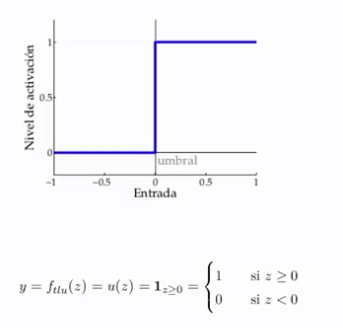 Nivel de activación
1
0.5
0
umbral
−1 −0.5 0 0.5 1
Entrada
y = f_{tlu}(z) = u(z) = 𝟏_{z≥0} = { 1 si z ≥ 0
0 si z < 0